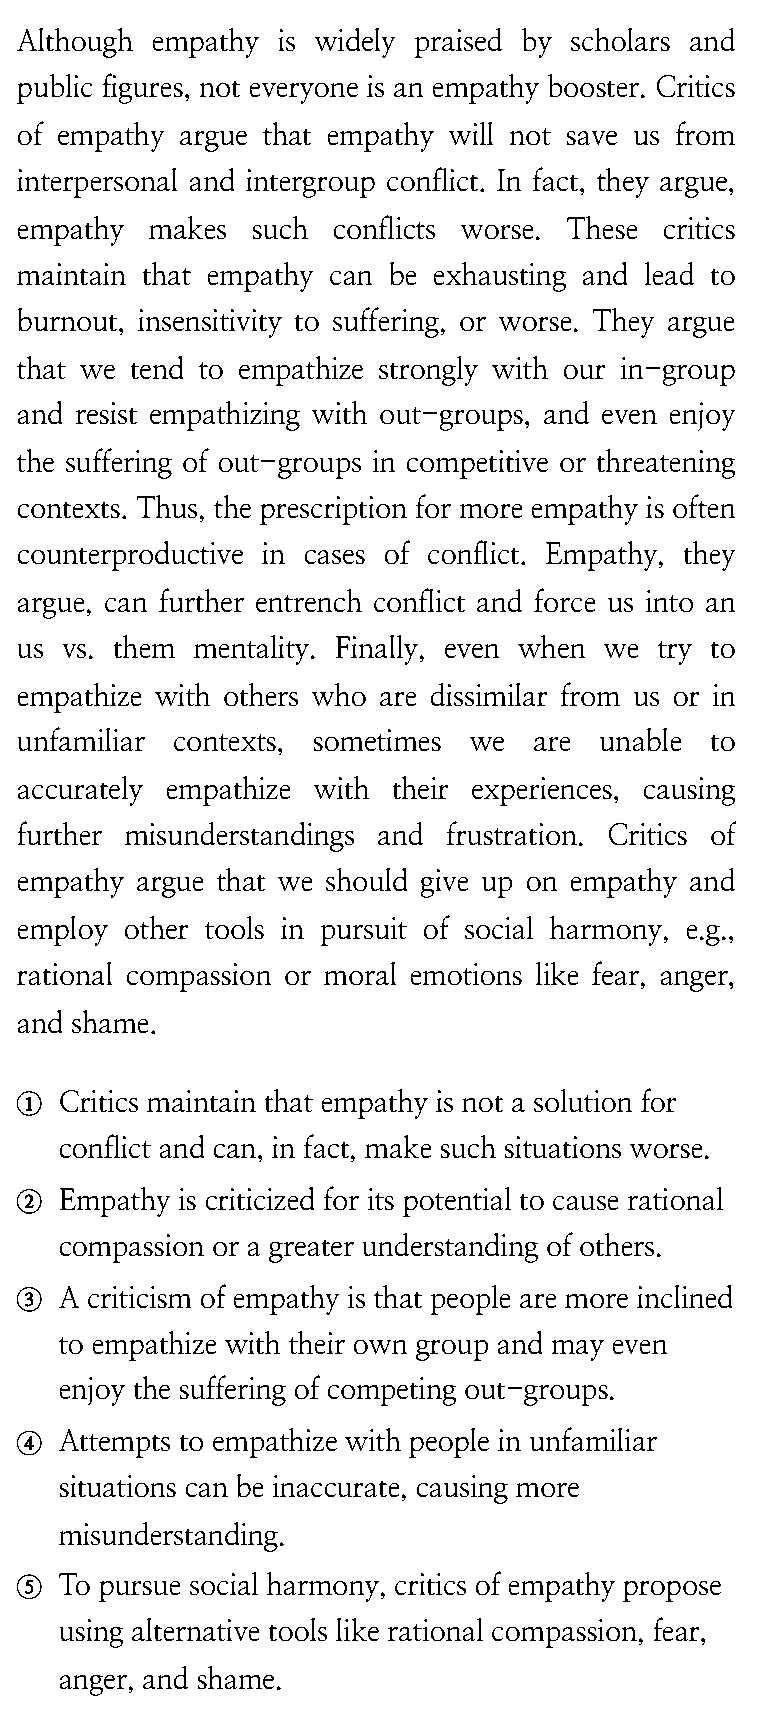 Although empathy is widely praised by scholars and
public figures, not everyone is an empathy booster. Critics
of empathy argue that empathy will not save us from
interpersonal and intergroup conflict. In fact, they argue,
empathy makes such conflicts worse. These critics
maintain that empathy can be exhausting and lead to
burnout, insensitivity to suffering, or worse. They argue
that we tend to empathize strongly with our in-group
and resist empathizing with out-groups, and even enjoy
the suffering of out-groups in competitive or threatening
contexts. Thus, the prescription for more empathy is often
counterproductive in cases of conflict. Empathy, they
argue, can further entrench conflict and force us into an
us vs. them mentality. Finally, even when we try to
empathize with others who are dissimilar from us or in
unfamiliar contexts, sometimes we are unable to
accurately empathize with their experiences, causing
further misunderstandings and frustration. Critics of
empathy argue that we should give up on empathy and
employ other tools in pursuit of social harmony, e.g.,
rational compassion or moral emotions like fear, anger,
and shame.
① Critics maintain that empathy is not a solution for
conflict and can, in fact, make such situations worse.
② Empathy is criticized for its potential to cause rational
compassion or a greater understanding of others.
③ A criticism of empathy is that people are more inclined
to empathize with their own group and may even
enjoy the suffering of competing out-groups.
④ Attempts to empathize with people in unfamiliar
situations can be inaccurate, causing more
misunderstanding.
⑤ To pursue social harmony, critics of empathy propose
using alternative tools like rational compassion, fear,
anger, and shame.